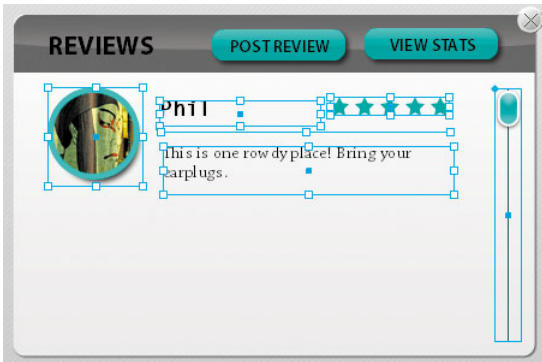 REVIEWS
POST REVIEW
VIEW STATS
Phil
This is one rowdy place! Bring your
earplugs.